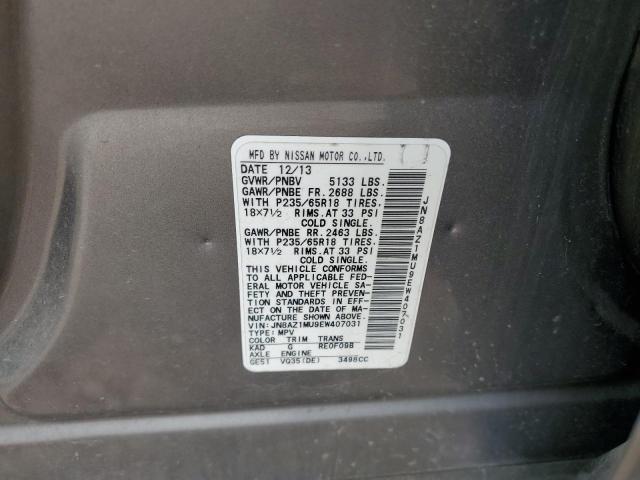 MFD BY NISSAN MOTOR CO.,LTD.
DATE 12/13
GVWR/PNBV 5133 LBS.
GAWR/PNBE FR. 2688 LBS.
WITH P235/65R18 TIRES.
18X7½ RIMS.AT 33 PSI
COLD SINGLE.
GAWR/PNBE RR. 2463 LBS.
WITH P235/65R18 TIRES.
18X7½ RIMS.AT 33 PSI
COLD SINGLE.
THIS VEHICLE CONFORMS
TO ALL APPLICABLE FED-
ERAL MOTOR VEHICLE SA-
FETY AND THEFT PREVEN-
TION STANDARDS IN EFF-
ECT ON THE DATE OF MA-
NUFACTURE SHOWN ABOVE.
VIN:JN8AZ1MU9EW407031
TYPE: MPV
COLOR TRIM TRANS
KAD G RE0F09B
AXLE ENGINE
GE51 VQ35(DE) 3498CC
JN8AZ1MU9EW407031